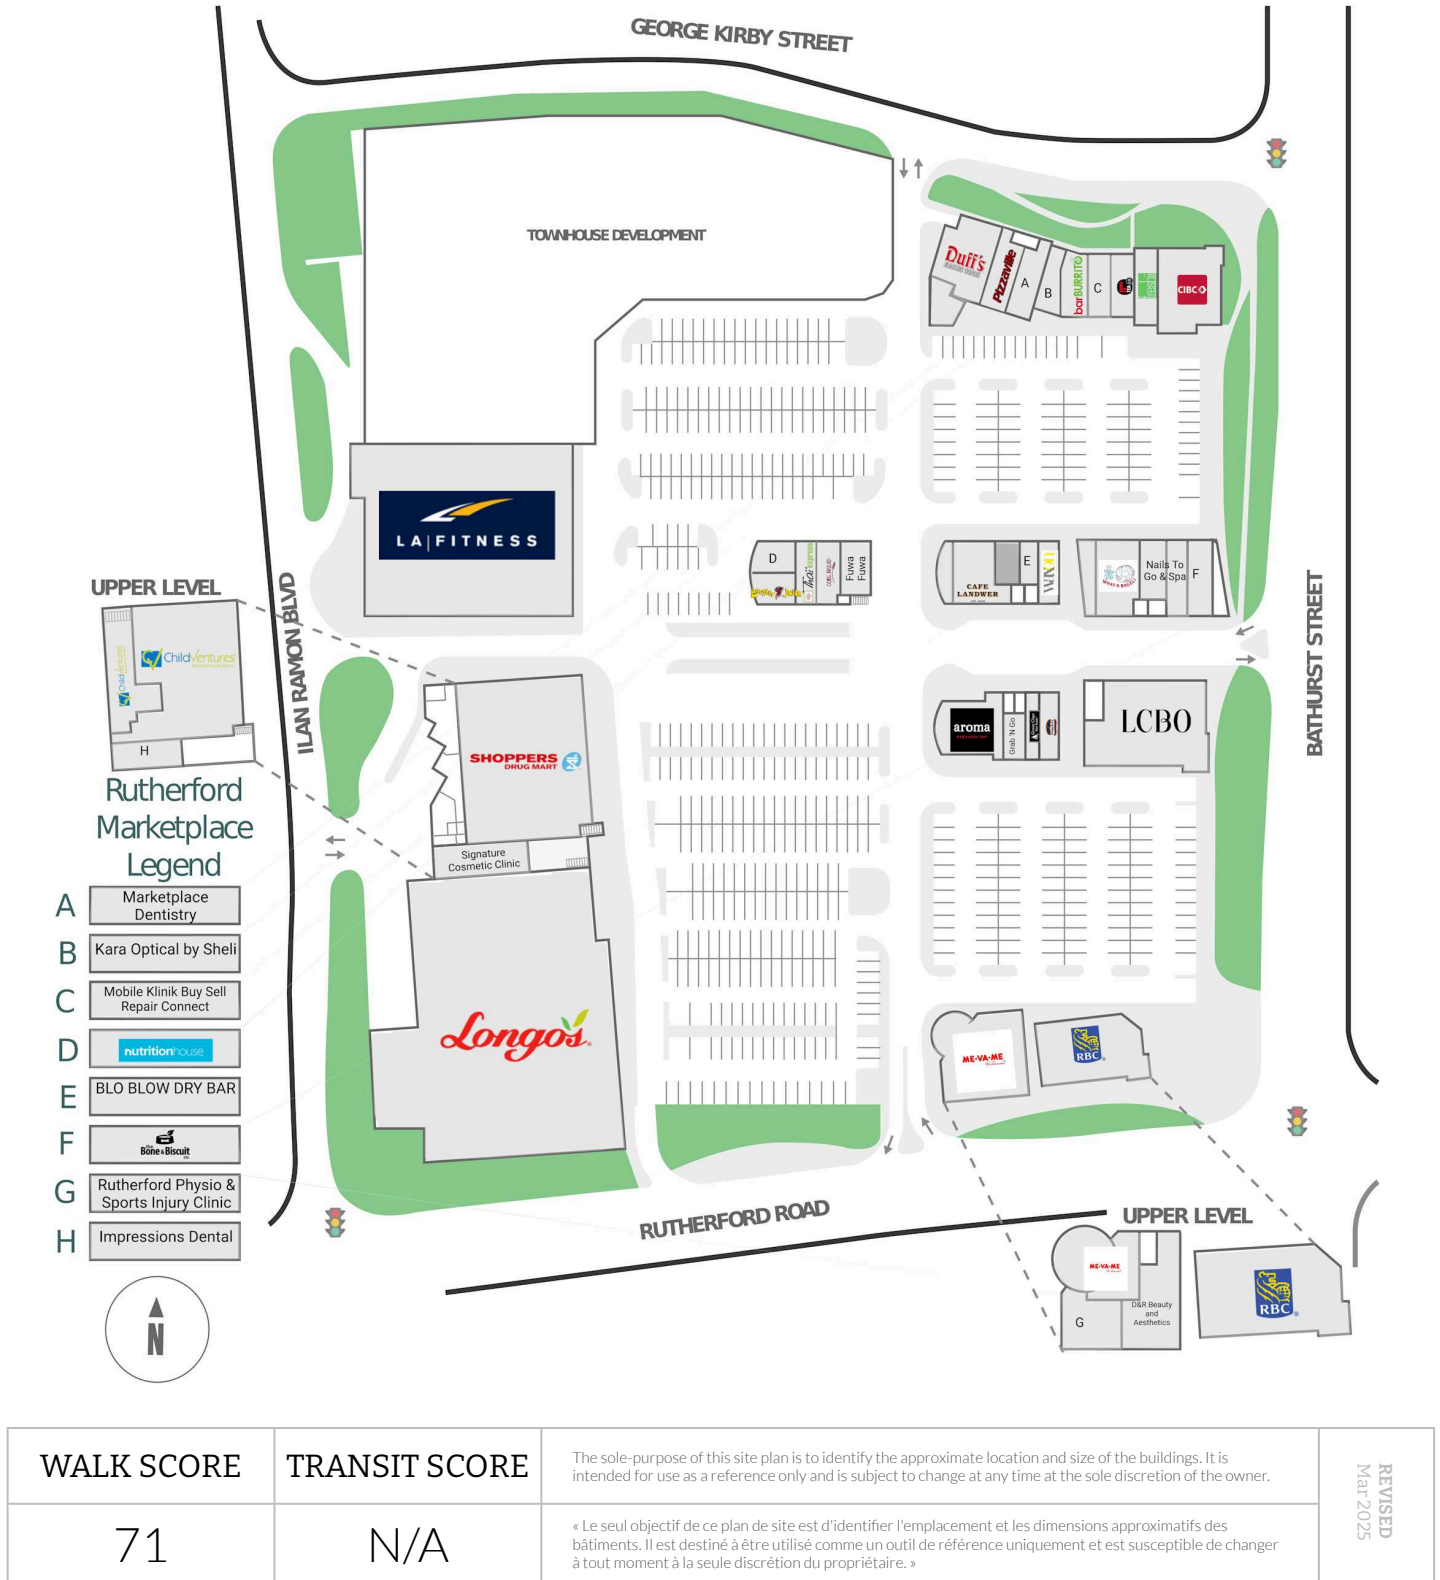 GEORGE KIRBY STREET
TOWNHOUSE DEVELOPMENT
Duff's
Pizzaville
A
B
barBURRITO
C
CIBC
LA|FITNESS
D
Fuwa
Fuwa
CAFE
LANDWER
E
WHAT A BAGEL
Nails To
Go & Spa
F
UPPER LEVEL
ChildVentures
ChildVentures
H
ILAN RAMON BLVD
BATHURST STREET
SHOPPERS
DRUG MART
Signature
Cosmetic Clinic
aroma
espresso bar
Grab 'N Go
LCBO
Longo's
ME•VA•ME
RBC
RUTHERFORD ROAD
UPPER LEVEL
ME•VA•ME
G
D&R Beauty
and
Aesthetics
RBC
Rutherford
Marketplace
Legend
A Marketplace
Dentistry
B Kara Optical by Sheli
C Mobile Klinik Buy Sell
Repair Connect
D nutritionhouse
E BLO BLOW DRY BAR
F the
Bone & Biscuit
co.
G Rutherford Physio &
Sports Injury Clinic
H Impressions Dental
N
WALK SCORE
71
TRANSIT SCORE
N/A
The sole-purpose of this site plan is to identify the approximate location and size of the buildings. It is
intended for use as a reference only and is subject to change at any time at the sole discretion of the owner.
« Le seul objectif de ce plan de site est d'identifier l'emplacement et les dimensions approximatifs des
bâtiments. Il est destiné à être utilisé comme un outil de référence uniquement et est susceptible de changer
à tout moment à la seule discrétion du propriétaire. »
REVISED
Mar 2025